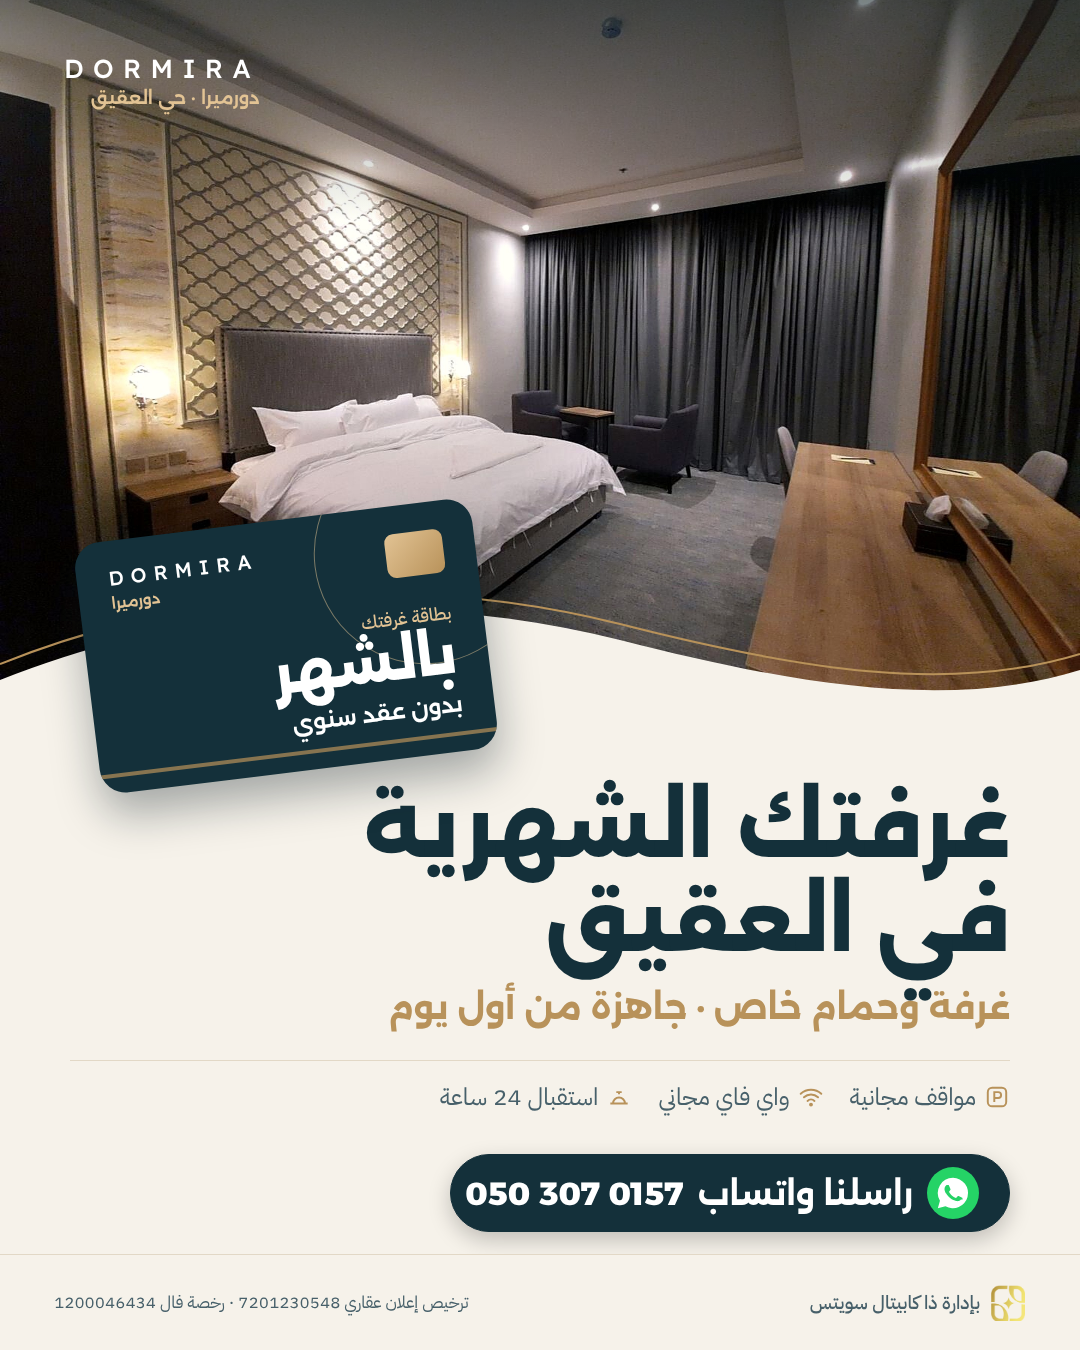 DORMIRA
دورميرا · حي العقيق
DORMIRA
دورميرا
بطاقة غرفتك
بالشهر
بدون عقد سنوي
غرفتك الشهرية
في العقيق
غرفة وحمام خاص · جاهزة من أول يوم
مواقف مجانية
واي فاي مجاني
استقبال 24 ساعة
راسلنا واتساب 050 307 0157
بإدارة ذا كابيتال سويتس
ترخيص إعلان عقاري 7201230548 · رخصة فال 1200046434